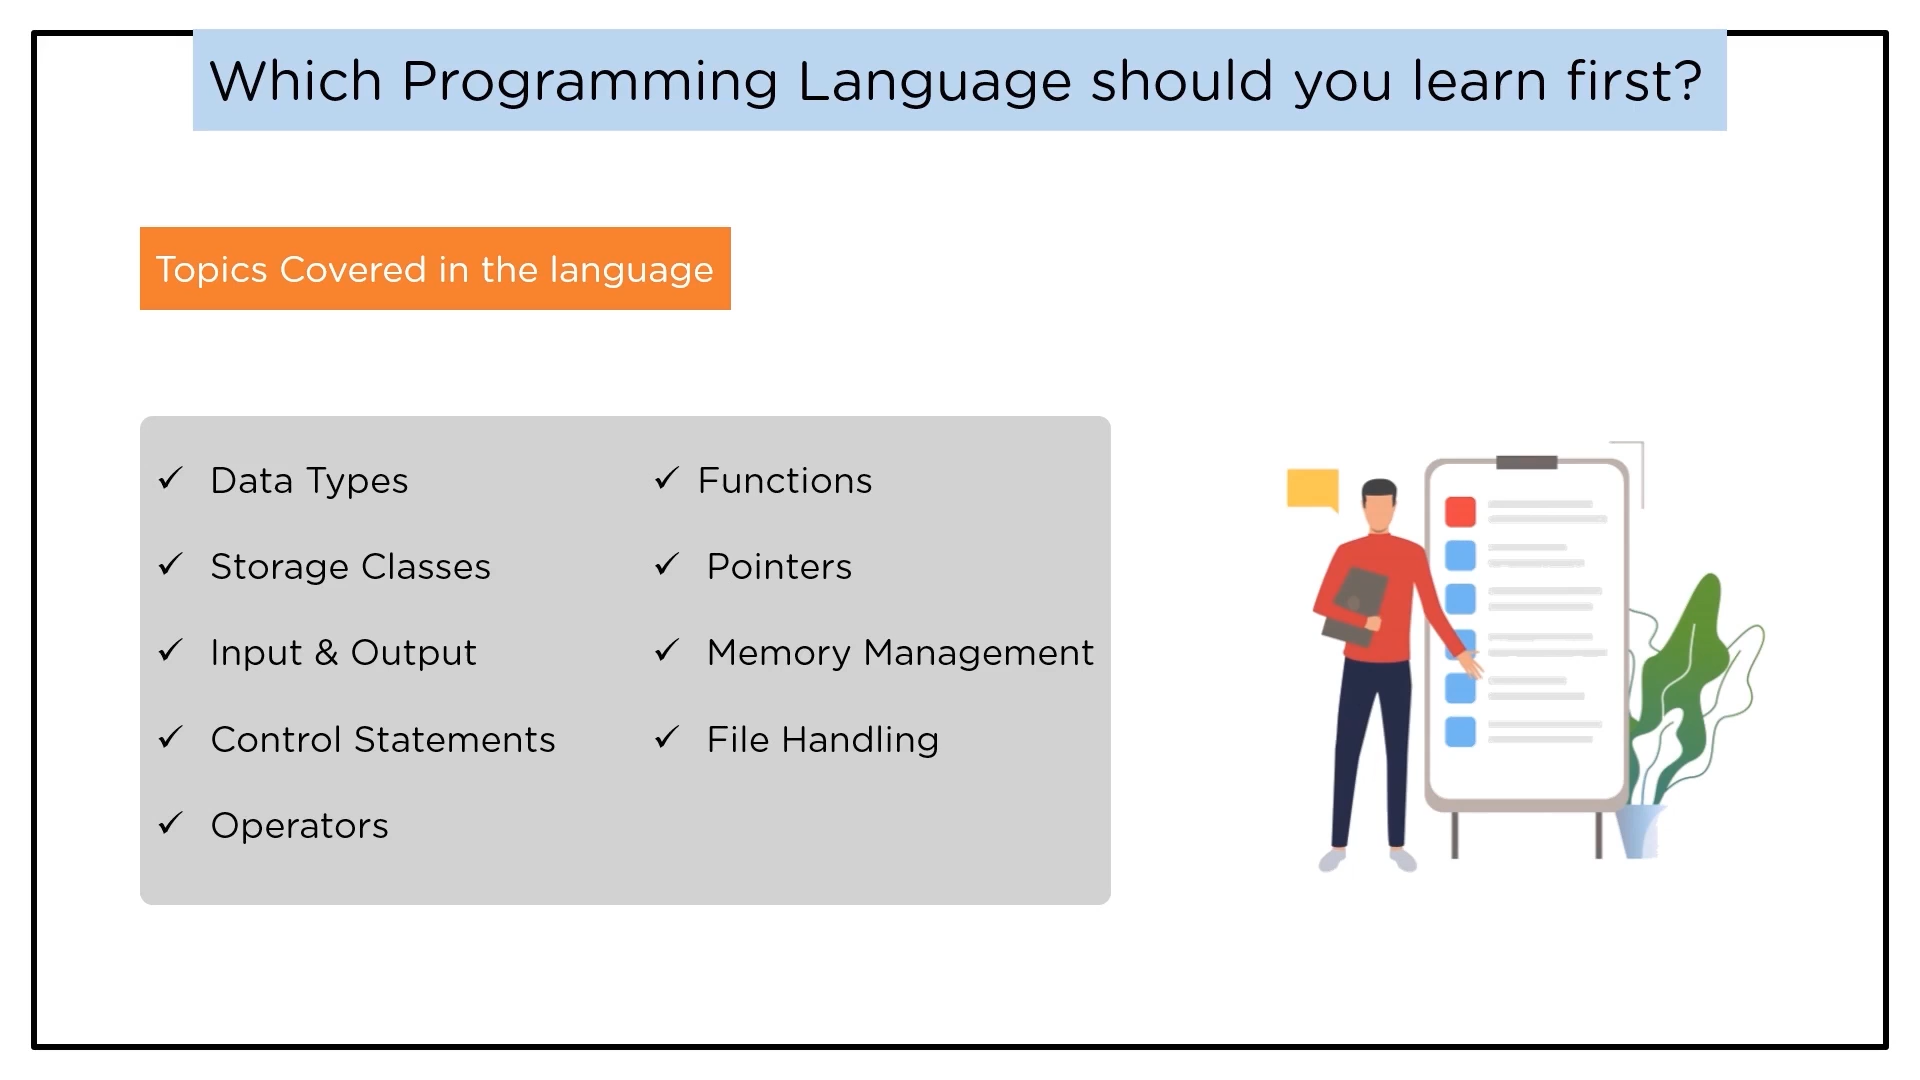 Which Programming Language should you learn first?
Topics Covered in the language
Data Types
Storage Classes
Input & Output
Control Statements
Operators
Functions
Pointers
Memory Management
File Handling